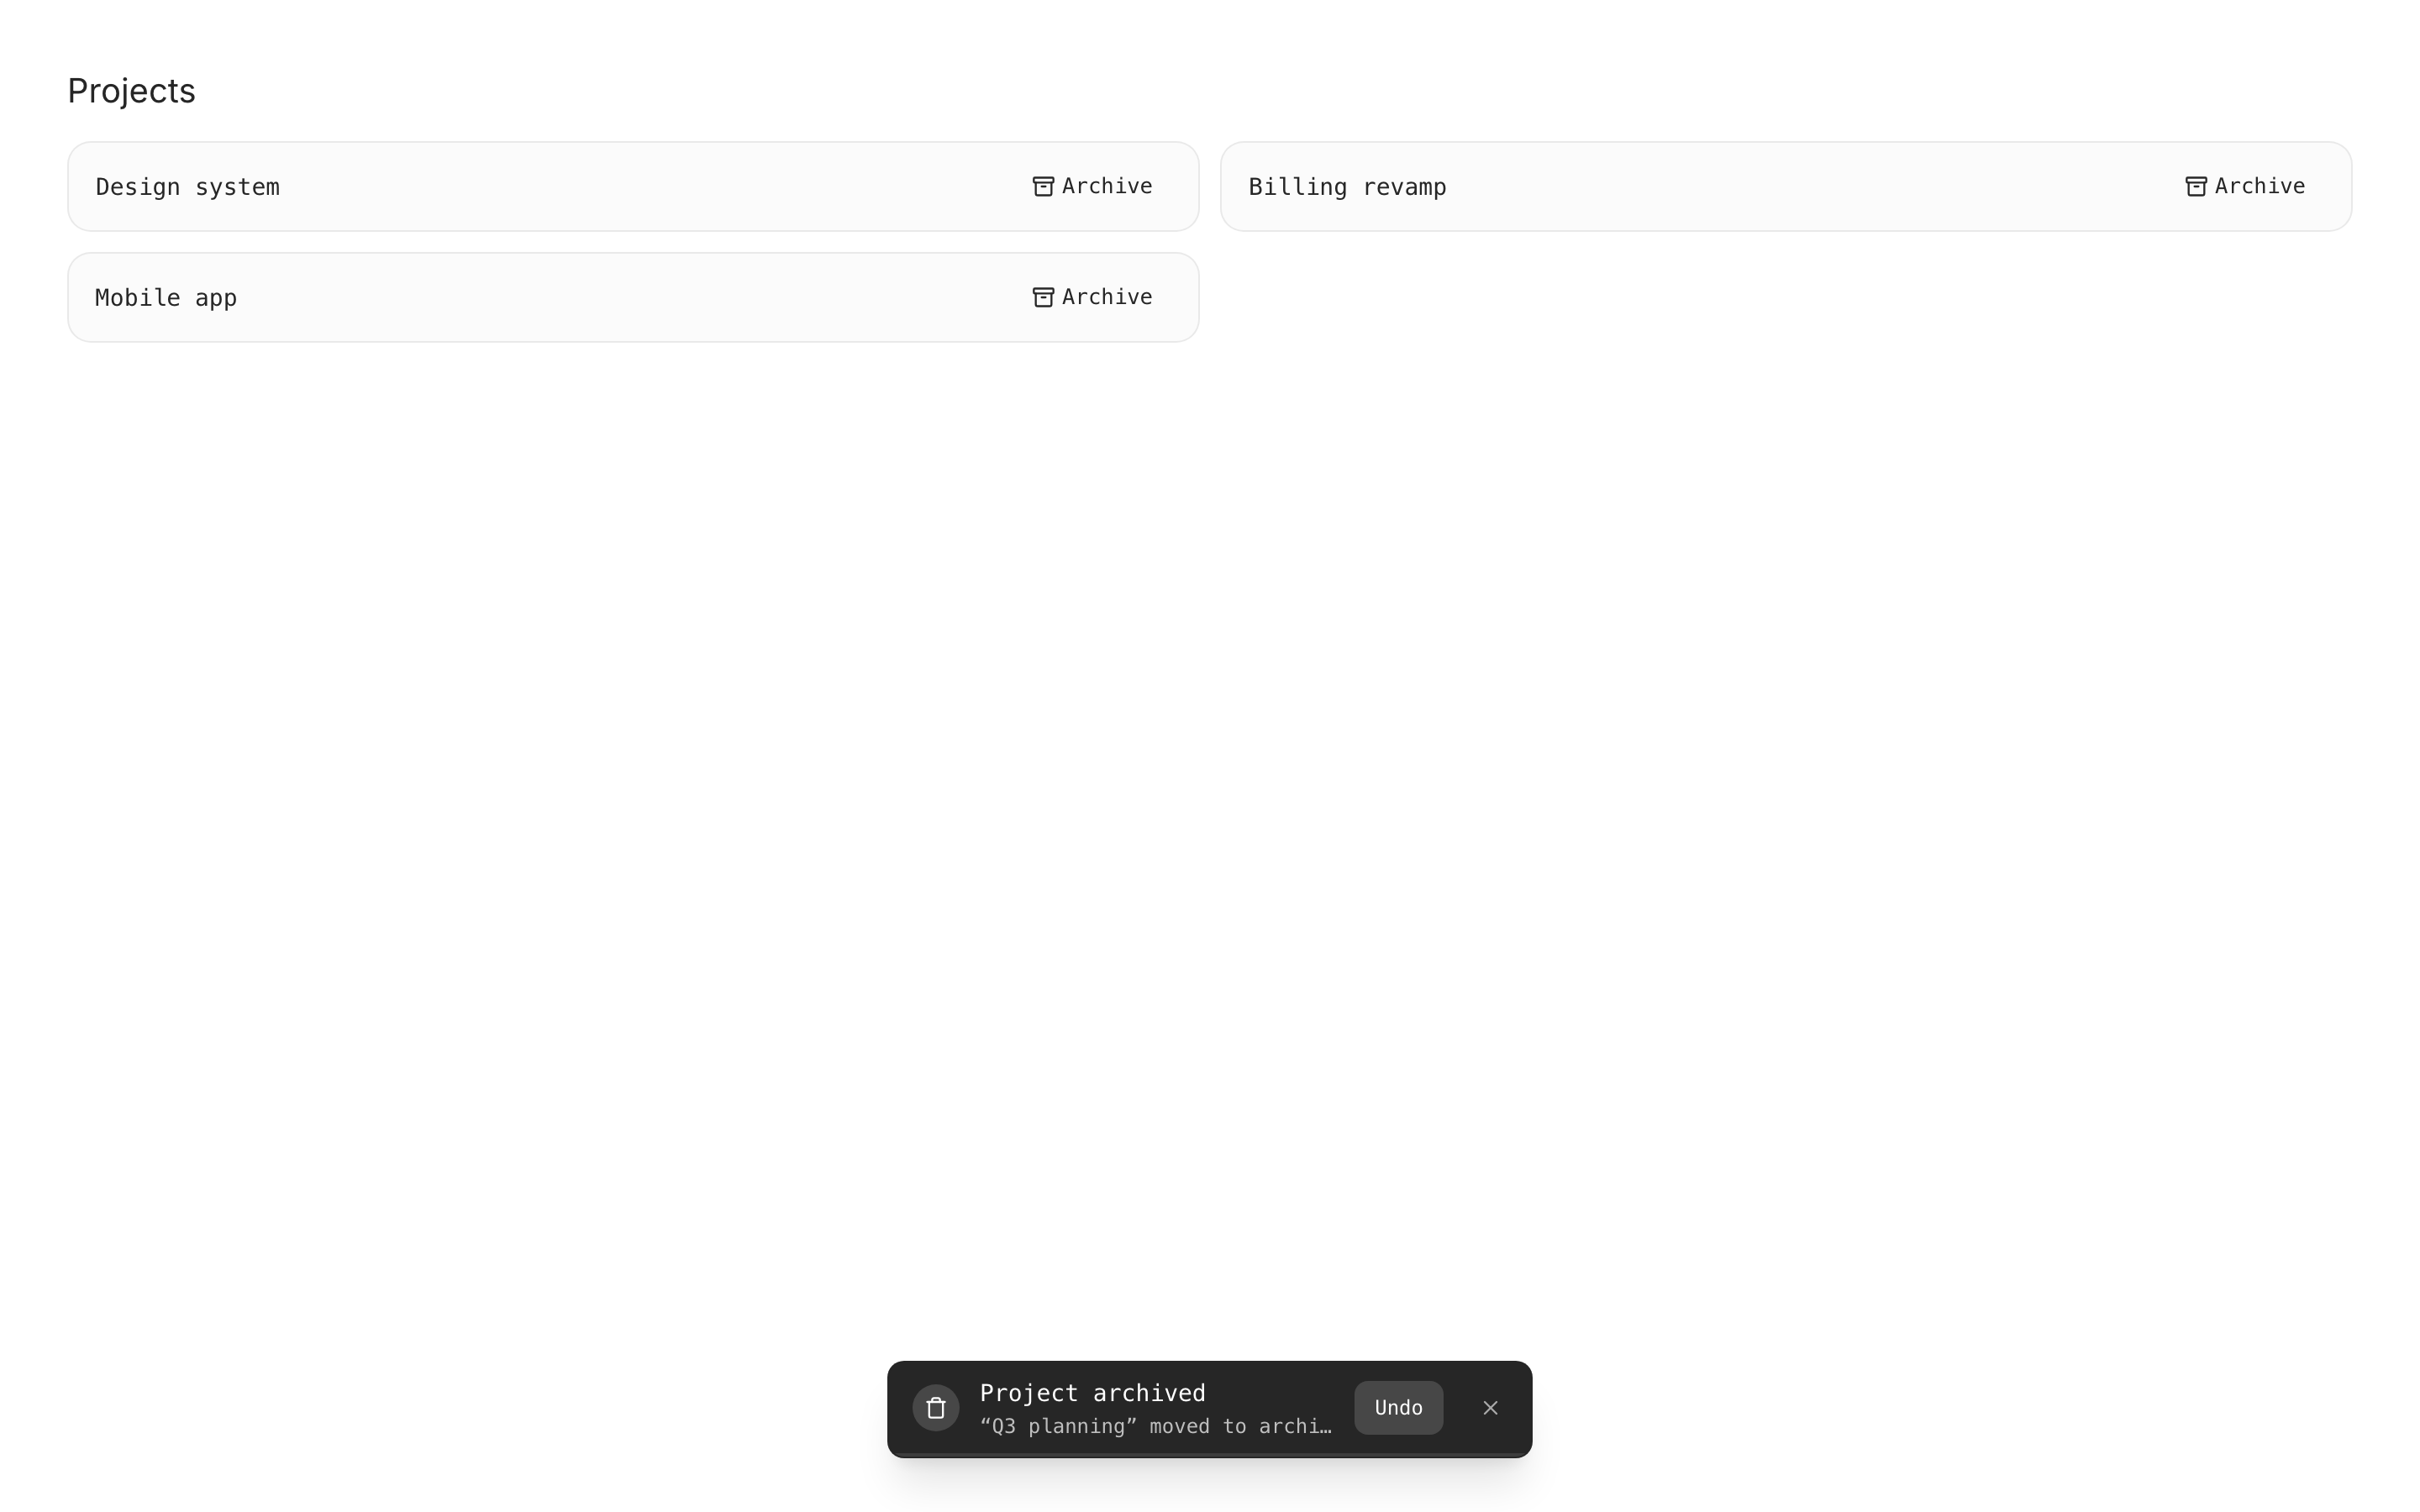 Projects
Design system
Archive
Billing revamp
Archive
Mobile app
Archive
Project archived
“Q3 planning” moved to archi…
Undo